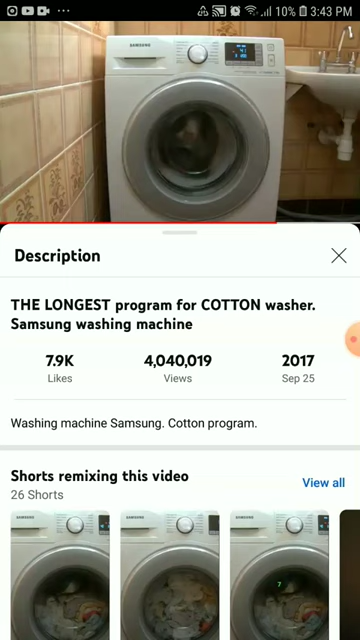 10% 3:43 PM
SAMSUNG
Description
THE LONGEST program for COTTON washer.
Samsung washing machine
7.9K
4,040,019
2017
Likes
Views
Sep 25
Washing machine Samsung. Cotton program.
Shorts remixing this video
26 Shorts
View all
SAMSUNG
SAMSUNG
SAMSUNG
7